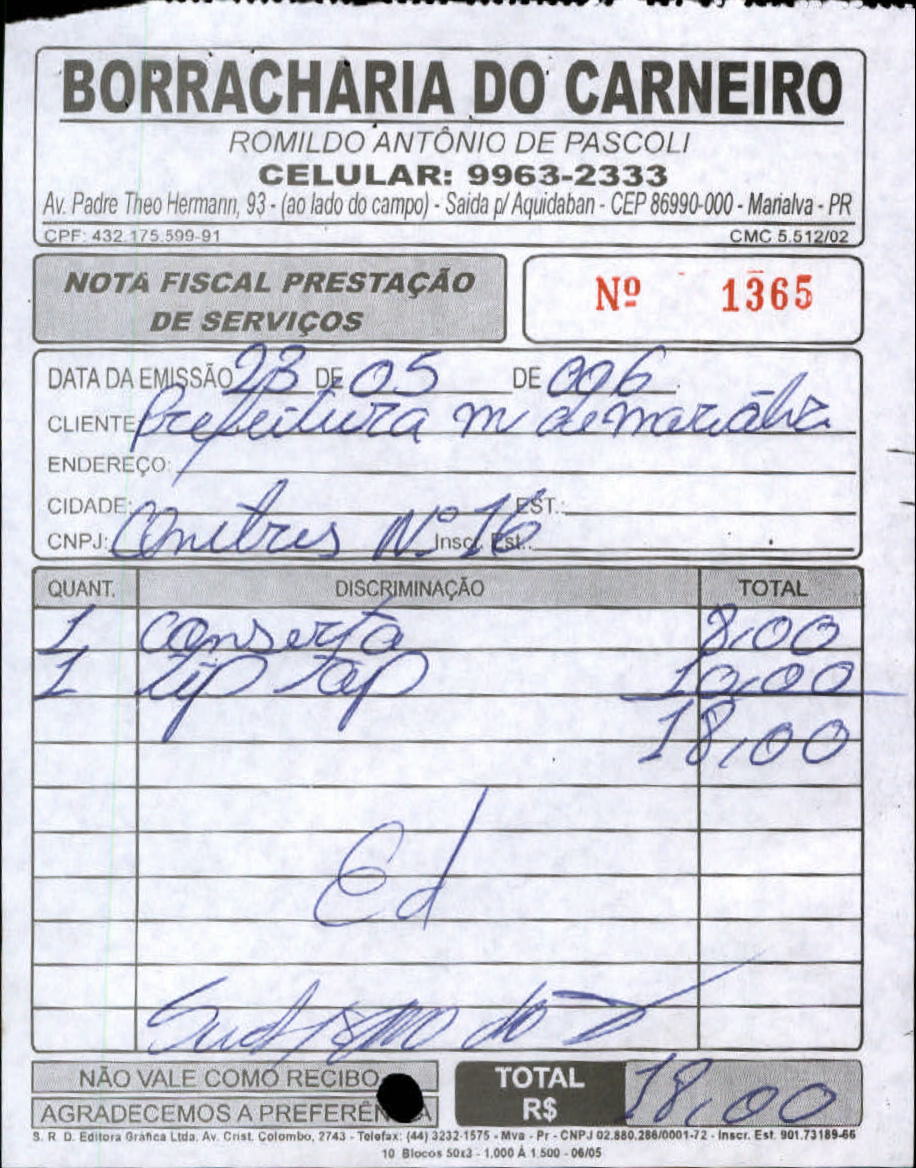 BORRACHARIA DO CARNEIRO
ROMILDO ANTÔNIO DE PASCOLI
CELULAR: 9963-2333
Av. Padre Theo Hermann, 93 - (ao lado do campo) - Saida p/ Aquidaban - CEP 86990-000 - Marialva - PR
CPF: 432.175.599-91 CMC 5.512/02
NOTA FISCAL PRESTAÇÃO
DE SERVIÇOS
Nº 1365
DATA DA EMISSÃO 23 DE 05 DE 006
CLIENTE Prefeitura m de marialva
ENDEREÇO:
CIDADE: EST.:
CNPJ: Nº 16 Insc. Est.:
QUANT. DISCRIMINAÇÃO TOTAL
1 conserto 8,00
1 tip top 10,00
18,00
Ed
NÃO VALE COMO RECIBO
AGRADECEMOS A PREFERÊNCIA
TOTAL
R$ 18,00
S. R. D. Editora Gráfica Ltda. Av. Crist. Colombo, 2743 - Telefax: (44) 3232-1575 - Mva - Pr - CNPJ 02.880.286/0001-72 - Inscr. Est. 901.73189-66
10 Blocos 50x3 - 1.000 À 1.500 - 06/05